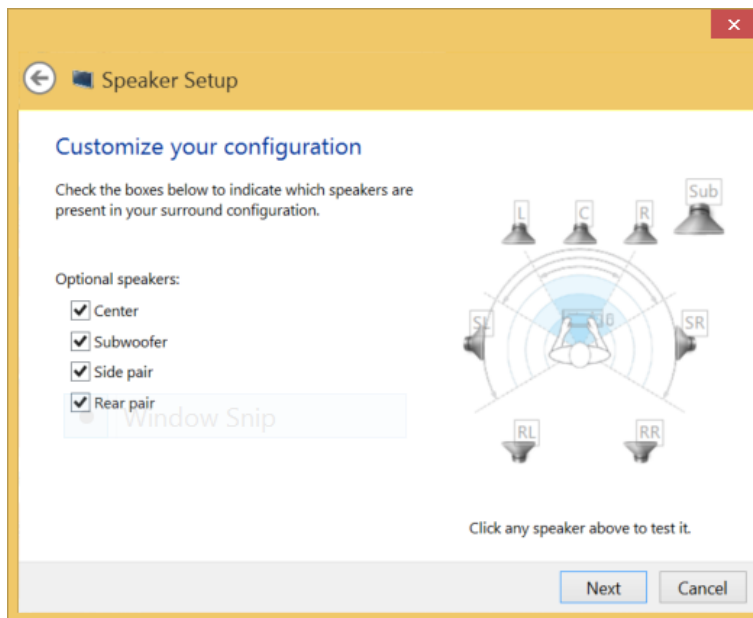 Speaker Setup
Customize your configuration
Check the boxes below to indicate which speakers are
present in your surround configuration.
Optional speakers:
Center
Subwoofer
Side pair
Rear pair
Window Snip
L C R Sub
SL SR
RL RR
Click any speaker above to test it.
Next Cancel